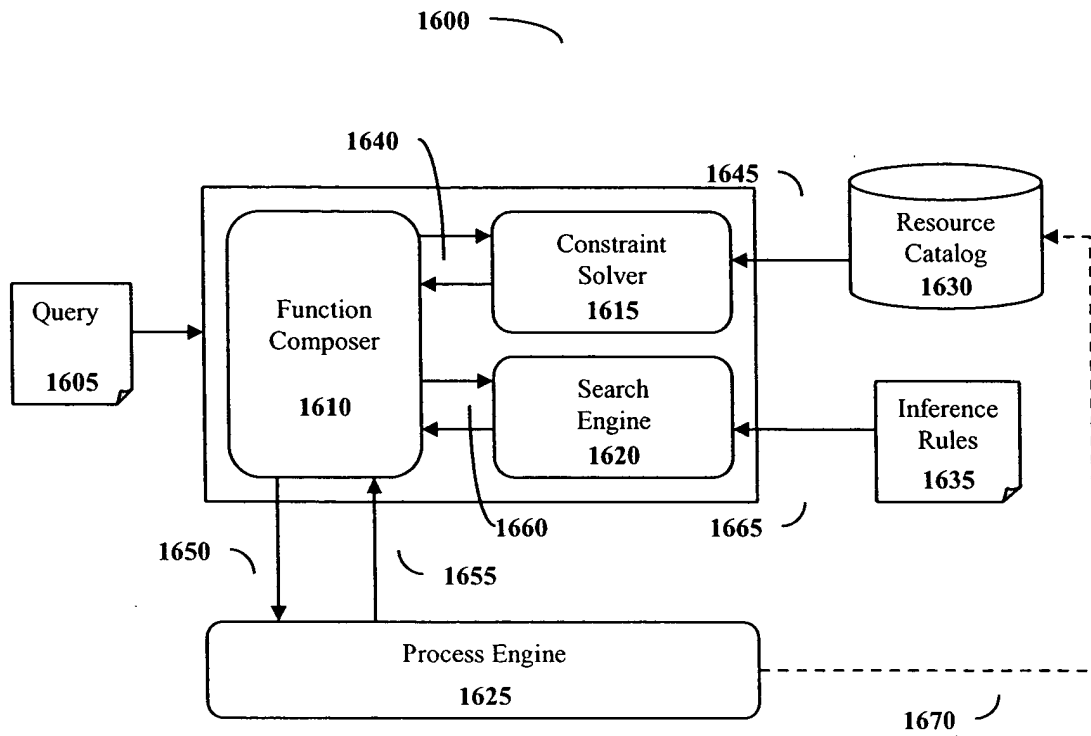 1600
1640
1645
Resource
Catalog
1630
Constraint
Solver
1615
Query
1605
Function
Composer
1610
Search
Engine
1620
Inference
Rules
1635
1660
1665
1650
1655
Process Engine
1625
1670